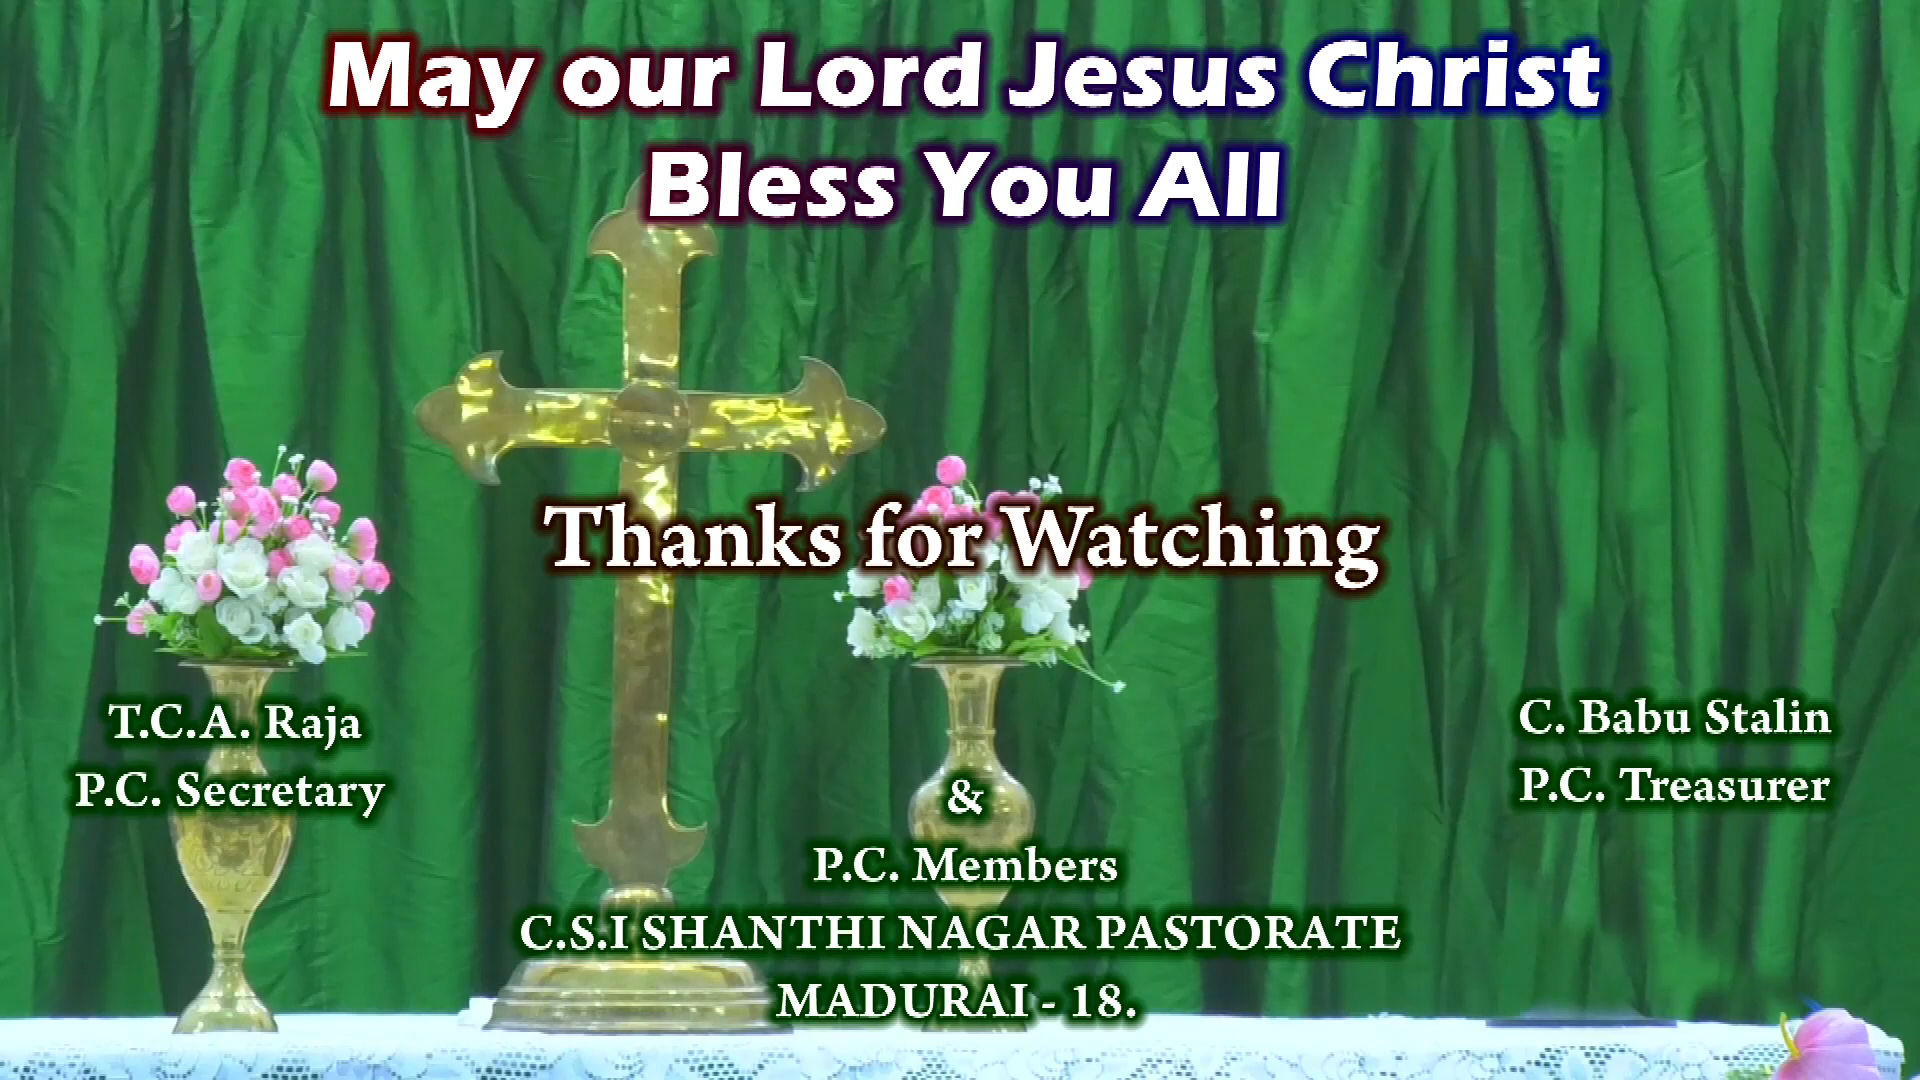 May our Lord Jesus Christ
Bless You All
Thanks for Watching
T.C.A. Raja
P.C. Secretary
C. Babu Stalin
P.C. Treasurer
&
P.C. Members
C.S.I SHANTHI NAGAR PASTORATE
MADURAI - 18.